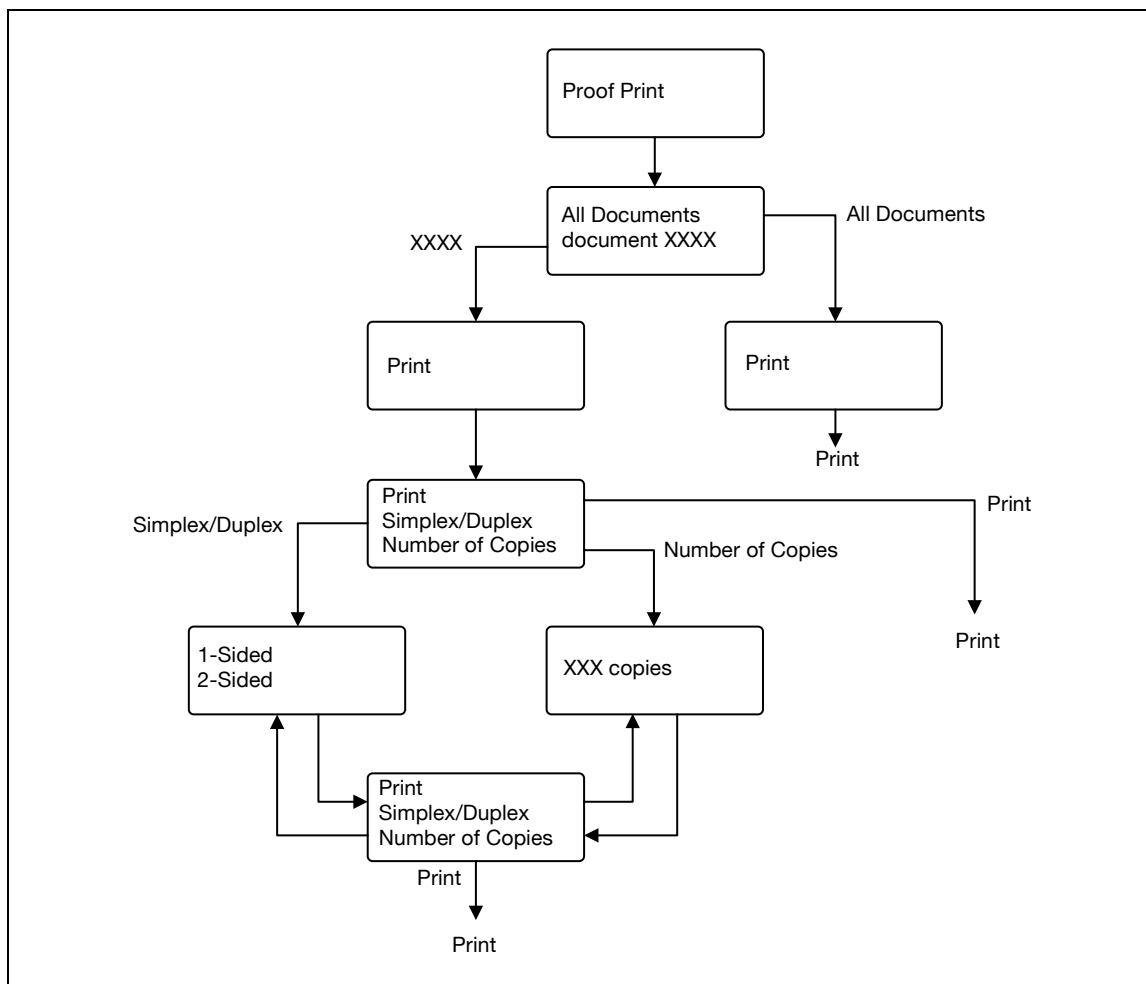 Proof Print
All Documents
document XXXX
All Documents
XXXX
Print
Print
Print
Print
Simplex/Duplex
Number of Copies
Print
Simplex/Duplex
Number of Copies
Print
1-Sided
2-Sided
XXX copies
Print
Simplex/Duplex
Number of Copies
Print
Print